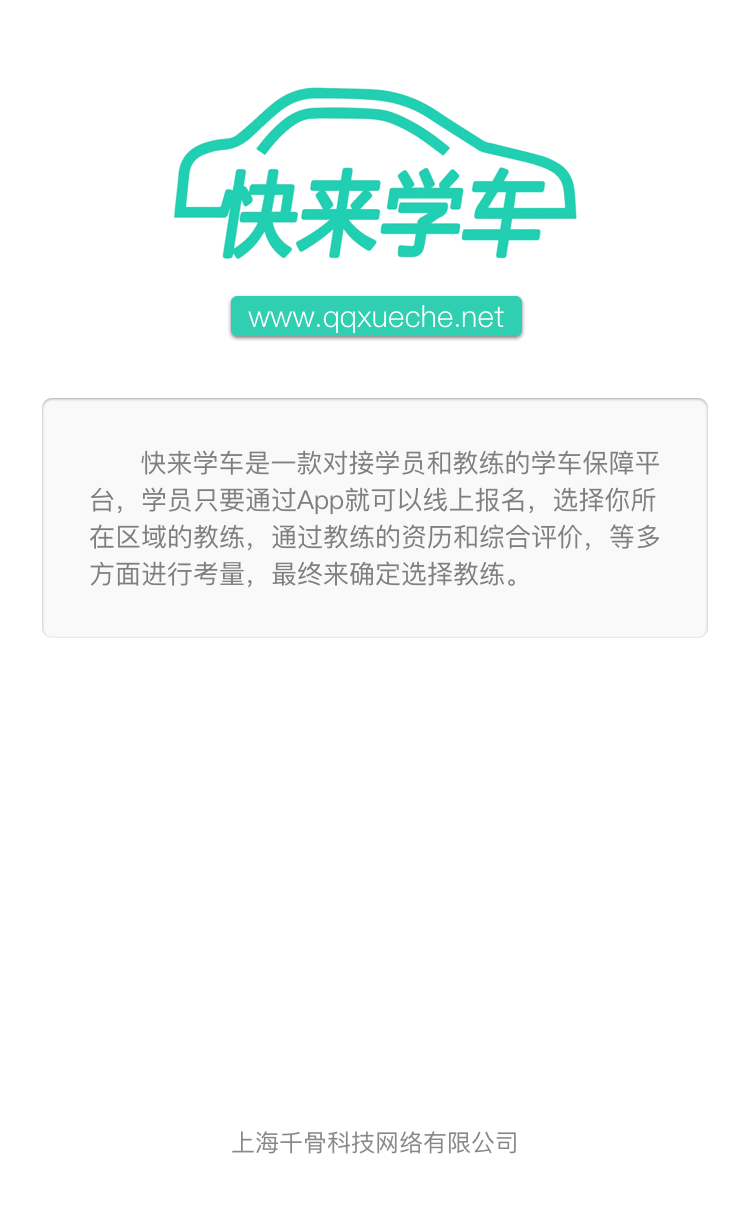 快来学车
www.qqxueche.net
快来学车是一款对接学员和教练的学车保障平
台，学员只要通过App就可以线上报名，选择你所
在区域的教练，通过教练的资历和综合评价，等多
方面进行考量，最终来确定选择教练。
上海千骨科技网络有限公司